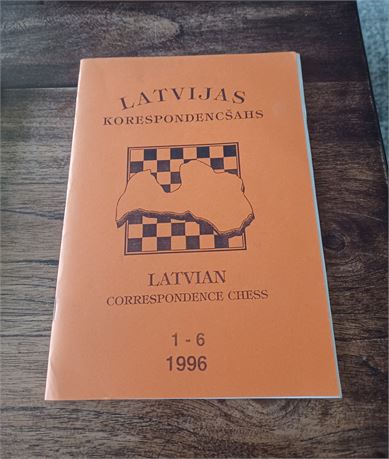 LATVIJAS
KORESPONDENCŠAHS
LATVIAN
CORRESPONDENCE CHESS
1 - 6
1996